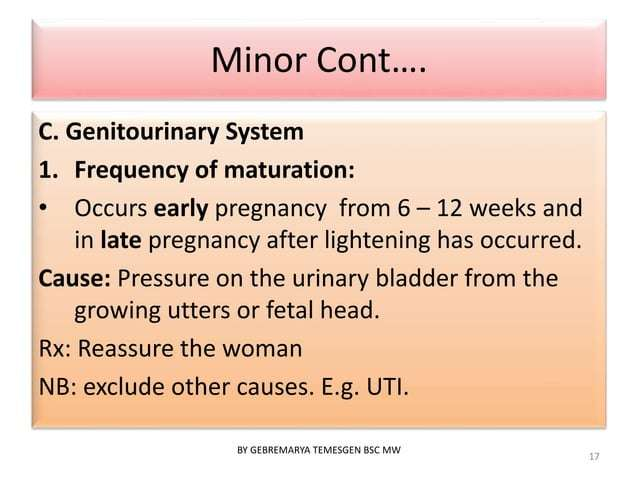 Minor Cont….
C. Genitourinary System
1. Frequency of maturation:
• Occurs early pregnancy from 6 – 12 weeks and
in late pregnancy after lightening has occurred.
Cause: Pressure on the urinary bladder from the
growing utters or fetal head.
Rx: Reassure the woman
NB: exclude other causes. E.g. UTI.
BY GEBREMARYA TEMESGEN BSC MW
17